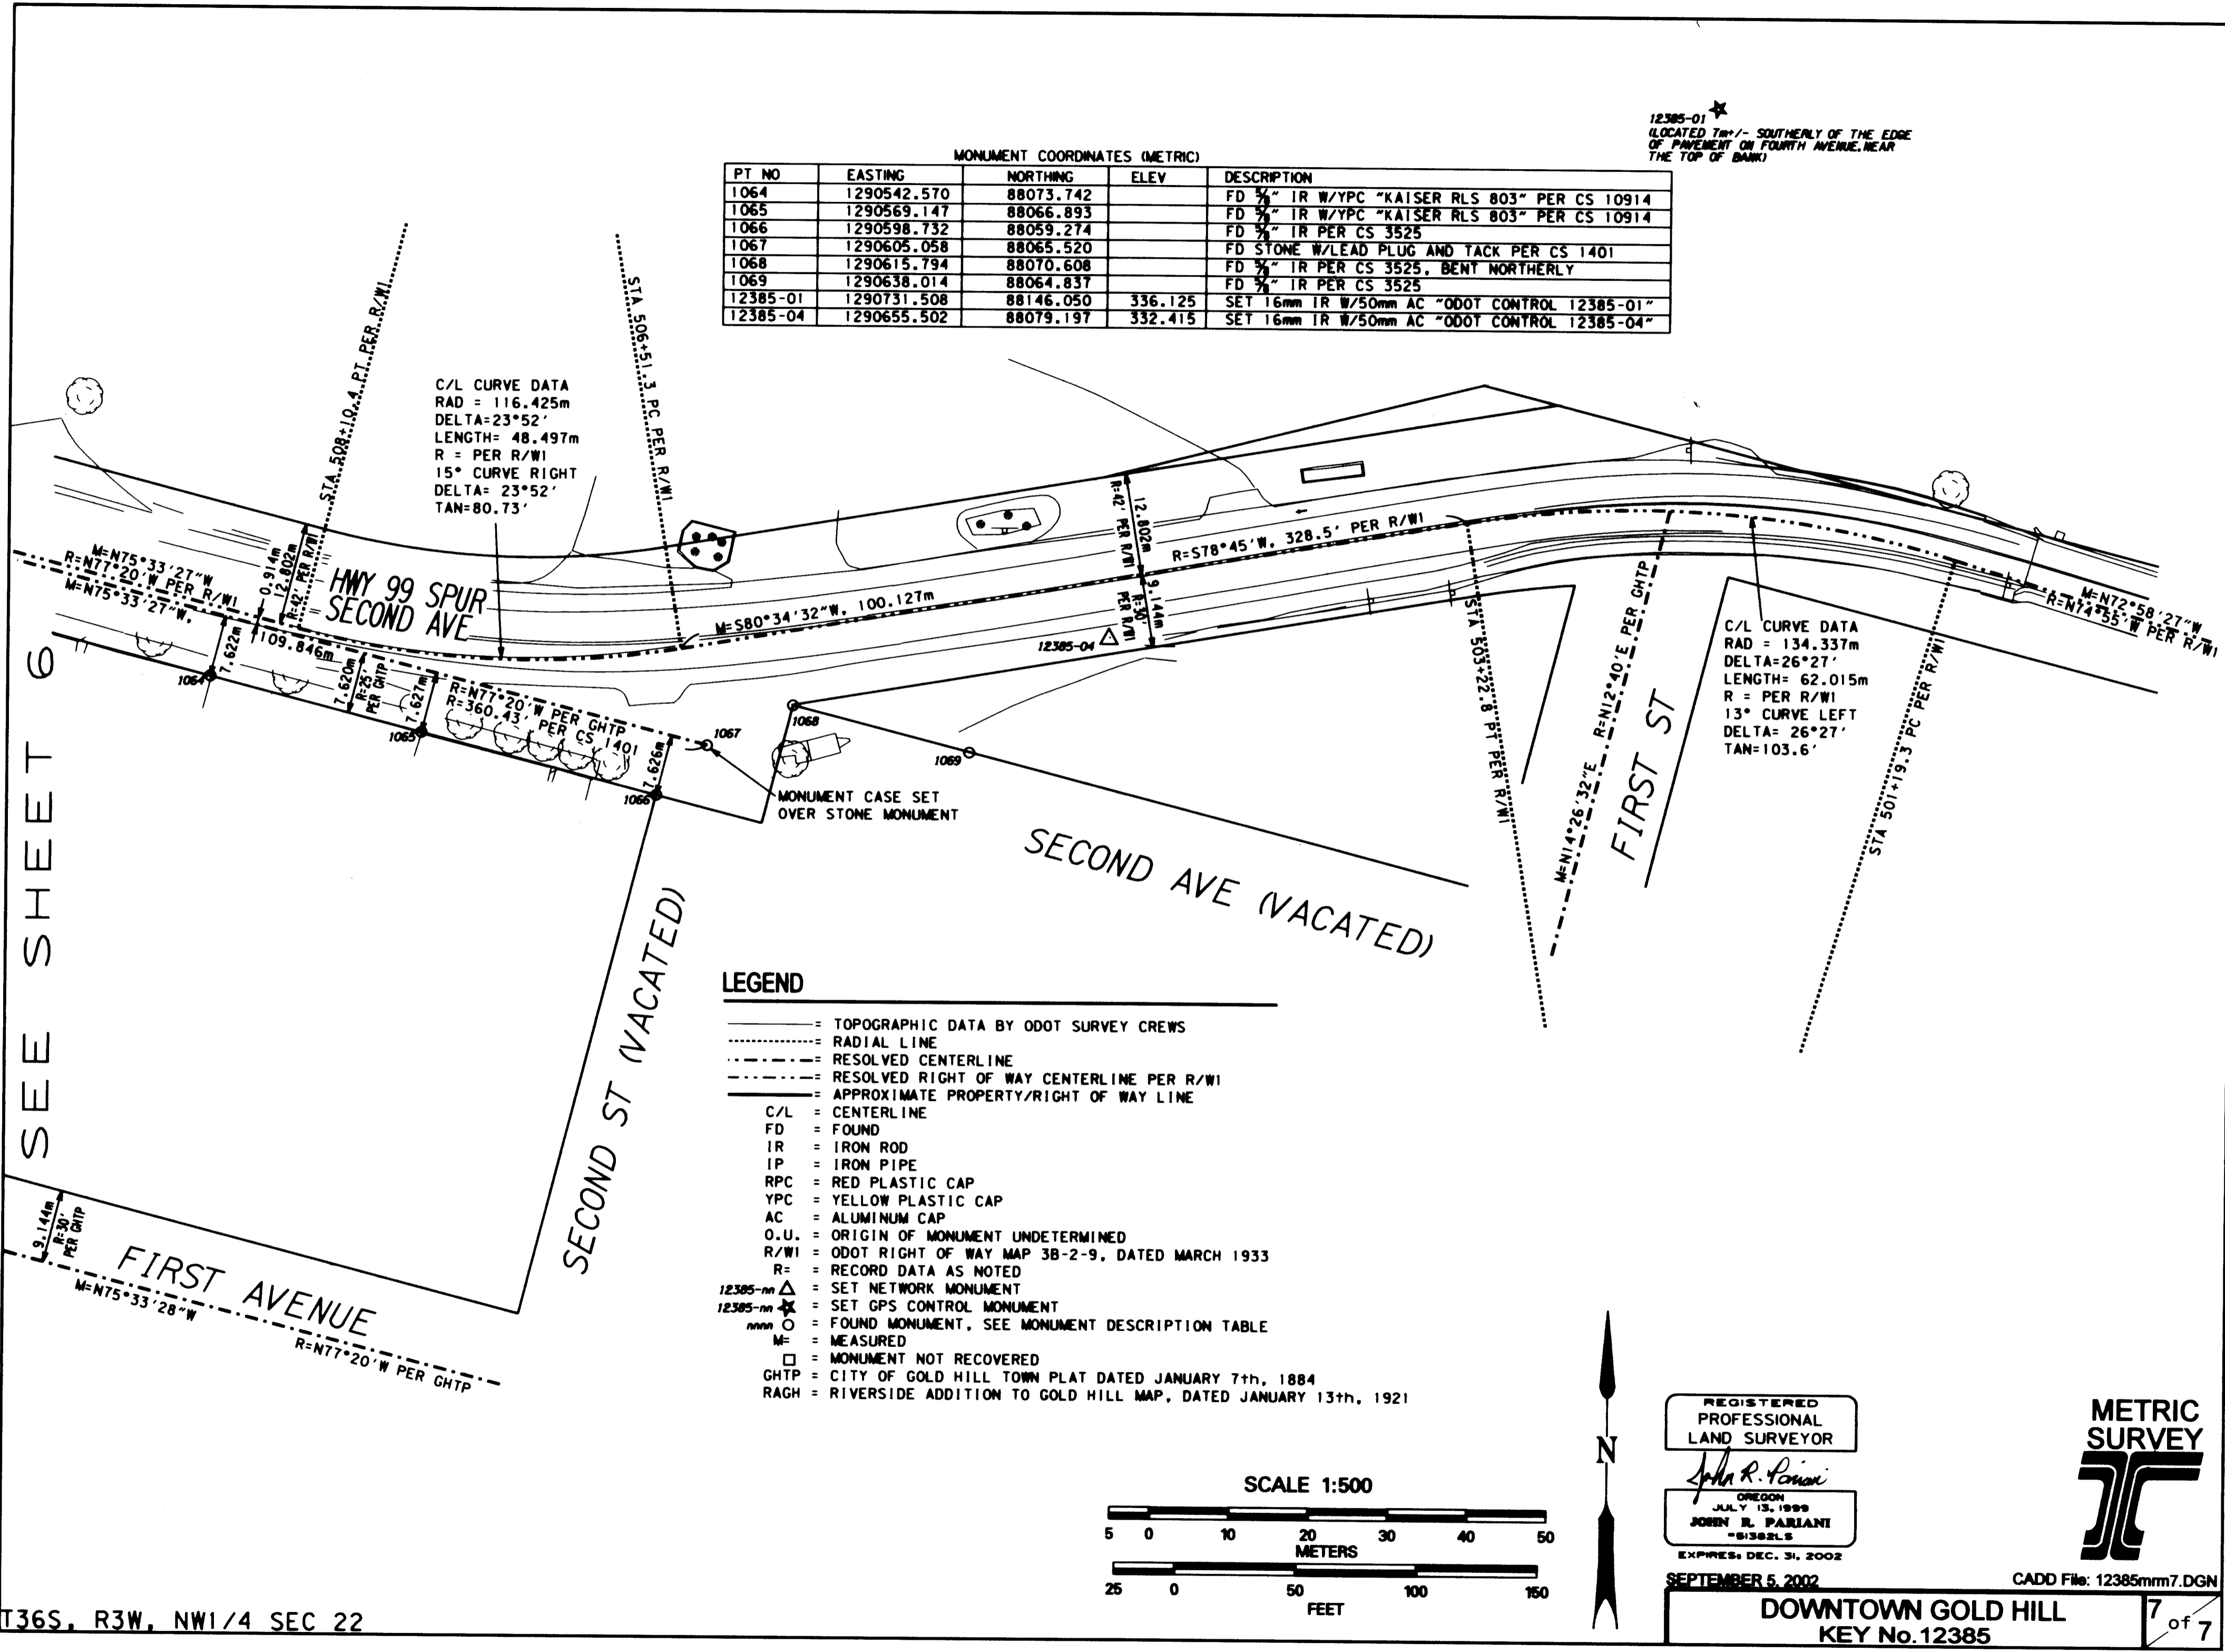 12385-01
(LOCATED 7m+/- SOUTHERLY OF THE EDGE
OF PAVEMENT ON FOURTH AVENUE, NEAR
THE TOP OF BANK)
MONUMENT COORDINATES (METRIC)
PT NO EASTING NORTHING ELEV DESCRIPTION
1064 1290542.570 88073.742 FD 5/8" IR W/YPC "KAISER RLS 803" PER CS 10914
1065 1290569.147 88066.893 FD 5/8" IR W/YPC "KAISER RLS 803" PER CS 10914
1066 1290598.732 88059.274 FD 5/8" IR PER CS 3525
1067 1290605.058 88065.520 FD STONE W/LEAD PLUG AND TACK PER CS 1401
1068 1290615.794 88070.608 FD 5/8" IR PER CS 3525, BENT NORTHERLY
1069 1290638.014 88064.837 FD 5/8" IR PER CS 3525
12385-01 1290731.508 88146.050 336.125 SET 16mm IR W/50mm AC "ODOT CONTROL 12385-01"
12385-04 1290655.502 88079.197 332.415 SET 16mm IR W/50mm AC "ODOT CONTROL 12385-04"
STA 508+10.4 PT PER R/W1
STA 506+51.3 PC PER R/W1
C/L CURVE DATA
RAD = 116.425m
DELTA=23°52'
LENGTH= 48.497m
R = PER R/W1
15° CURVE RIGHT
DELTA= 23°52'
TAN=80.73'
M=N75°33'27"W
R=N77°20'W PER R/W1
M=N75°33'27"W,
109.846m
0.914m
12.802m
R=42' PER R/W1
HWY 99 SPUR
SECOND AVE
M=S80°34'32"W, 100.127m
R=S78°45'W, 328.5' PER R/W1
12.802m
R=42' PER R/W1
9.144m
R=30'
PER R/W1
12385-04
7.622m
1064
7.620m
R=25'
PER GHTP
7.627m
1065
R=N77°20'W PER GHTP
R=360.43' PER CS 1401
7.626m
1066
1067
1068
1069
MONUMENT CASE SET
OVER STONE MONUMENT
STA 503+22.8 PT PER R/W1
M=N14°26'32"E R=N12°40'E PER GHTP
FIRST ST
C/L CURVE DATA
RAD = 134.337m
DELTA=26°27'
LENGTH= 62.015m
R = PER R/W1
13° CURVE LEFT
DELTA= 26°27'
TAN=103.6'
STA 501+19.3 PC PER R/W1
M=N72°58'27"W
R=N74°55'W PER R/W1
SEE SHEET 6
SECOND AVE (VACATED)
SECOND ST (VACATED)
9.144m
R=30'
PER GHTP
FIRST AVENUE
M=N75°33'28"W
R=N77°20'W PER GHTP
LEGEND
= TOPOGRAPHIC DATA BY ODOT SURVEY CREWS
= RADIAL LINE
= RESOLVED CENTERLINE
= RESOLVED RIGHT OF WAY CENTERLINE PER R/W1
= APPROXIMATE PROPERTY/RIGHT OF WAY LINE
C/L = CENTERLINE
FD = FOUND
IR = IRON ROD
IP = IRON PIPE
RPC = RED PLASTIC CAP
YPC = YELLOW PLASTIC CAP
AC = ALUMINUM CAP
O.U. = ORIGIN OF MONUMENT UNDETERMINED
R/W1 = ODOT RIGHT OF WAY MAP 3B-2-9, DATED MARCH 1933
R= = RECORD DATA AS NOTED
12385-nn = SET NETWORK MONUMENT
12385-nn = SET GPS CONTROL MONUMENT
nnnn = FOUND MONUMENT, SEE MONUMENT DESCRIPTION TABLE
M= = MEASURED
= MONUMENT NOT RECOVERED
GHTP = CITY OF GOLD HILL TOWN PLAT DATED JANUARY 7th, 1884
RAGH = RIVERSIDE ADDITION TO GOLD HILL MAP, DATED JANUARY 13th, 1921
SCALE 1:500
5 0 10 20 30 40 50
METERS
25 0 50 100 150
FEET
N
REGISTERED
PROFESSIONAL
LAND SURVEYOR
John R. Pariani
OREGON
JULY 13, 1999
JOHN R. PARIANI
#51382LS
EXPIRES: DEC. 31, 2002
SEPTEMBER 5, 2002
METRIC
SURVEY
CADD File: 12385mrm7.DGN
DOWNTOWN GOLD HILL
KEY No. 12385
7 of 7
T36S, R3W, NW1/4 SEC 22